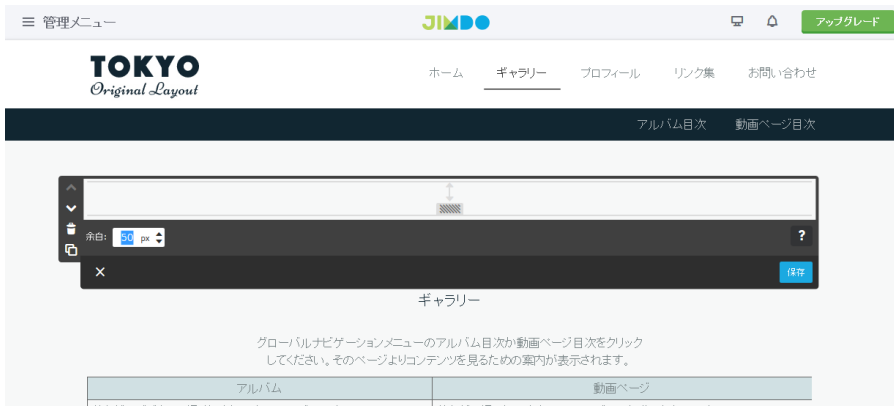 管理メニュー
JIMDO
アップグレード
TOKYO
Original Layout
ホーム ギャラリー プロフィール リンク集 お問い合わせ
アルバム目次 動画ページ目次
余白: 50 px
?
保存
ギャラリー
グローバルナビゲーションメニューのアルバム目次か動画ページ目次をクリック
してください。そのページよりコンテンツを見るための案内が表示されます。
アルバム 動画ページ